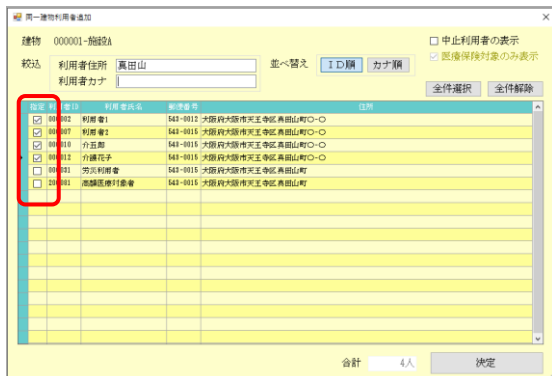 同一建物利用者追加
建物 000001-施設A
中止利用者の表示
医療保険対象のみ表示
絞込 利用者住所 真田山
並べ替え ID順 カナ順
利用者カナ
全件選択 全件解除
指定 利用者ID 利用者氏名 郵便番号 住所
000002 利用者1 543-0012 大阪府大阪市天王寺区真田山町○-○
000007 利用者2 543-0015 大阪府大阪市天王寺区真田山町○-○
000010 介五郎 543-0015 大阪府大阪市天王寺区真田山町○-○
000012 介護花子 543-0015 大阪府大阪市天王寺区真田山町○-○
000031 労災利用者 543-0015 大阪府大阪市天王寺区真田山町
200001 高額医療対象者 543-0015 大阪府大阪市天王寺区真田山町
合計 4人 決定